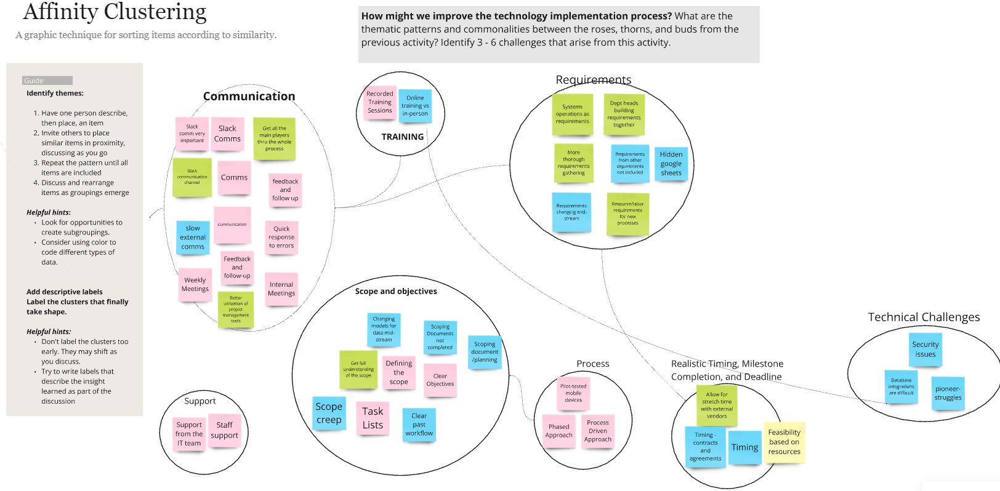 Affinity Clustering
A graphic technique for sorting items according to similarity.
How might we improve the technology implementation process? What are the
thematic patterns and commonalities between the roses, thorns, and buds from the
previous activity? Identify 3 - 6 challenges that arise from this activity.
Guide
Identify themes:
1. Have one person describe,
then place, an item
2. Invite others to place
similar items in proximity,
discussing as you go
3. Repeat the pattern until all
items are included
4. Discuss and rearrange
items as groupings emerge
Helpful hints:
• Look for opportunities to
create subgroupings.
• Consider using color to
code different types of
data.
Add descriptive labels
Label the clusters that finally
take shape.
Helpful hints:
• Don't label the clusters too
early. They may shift as
you discuss.
• Try to write labels that
describe the insight
learned as part of the
discussion
Communication
Slack
comm very
important
Slack
Comms
Get all the
main players
thru the whole
process
Slack
communication
channel
Comms
feedback
and
follow up
slow
external
comms
communication
Quick
response
to errors
Feedback
and
follow-up
Weekly
Meetings
Internal
Meetings
Better
utilization of
project
management
tools
Recorded
Training
Sessions
Online
training vs
in-person
TRAINING
Requirements
Systems
operations as
requirements
Dept heads
building
requirements
together
More
thorough
requirements
gathering
Requirements
from other
departments
not included
Hidden
google
sheets
Requirements
changing mid-
stream
Resource/labor
requirements
for new
processes
Scope and objectives
Changing
models for
data mid-
stream
Scoping
Documents
not
completed
Scoping
document
/planning
Get full
understanding
of the scope
Defining
the
scope
Clear
Objectives
Scope
creep
Task
Lists
Clear
past
workflow
Support
Support
from the
IT team
Staff
support
Process
Pilot-tested
mobile
devices
Phased
Approach
Process
Driven
Approach
Realistic Timing, Milestone
Completion, and Deadline
Allow for
stretch time
with external
vendors
Timing -
contracts
and
agreements
Timing
Feasibility
based on
resources
Technical Challenges
Security
issues
Database
integrations
are difficult
pioneer-
struggles